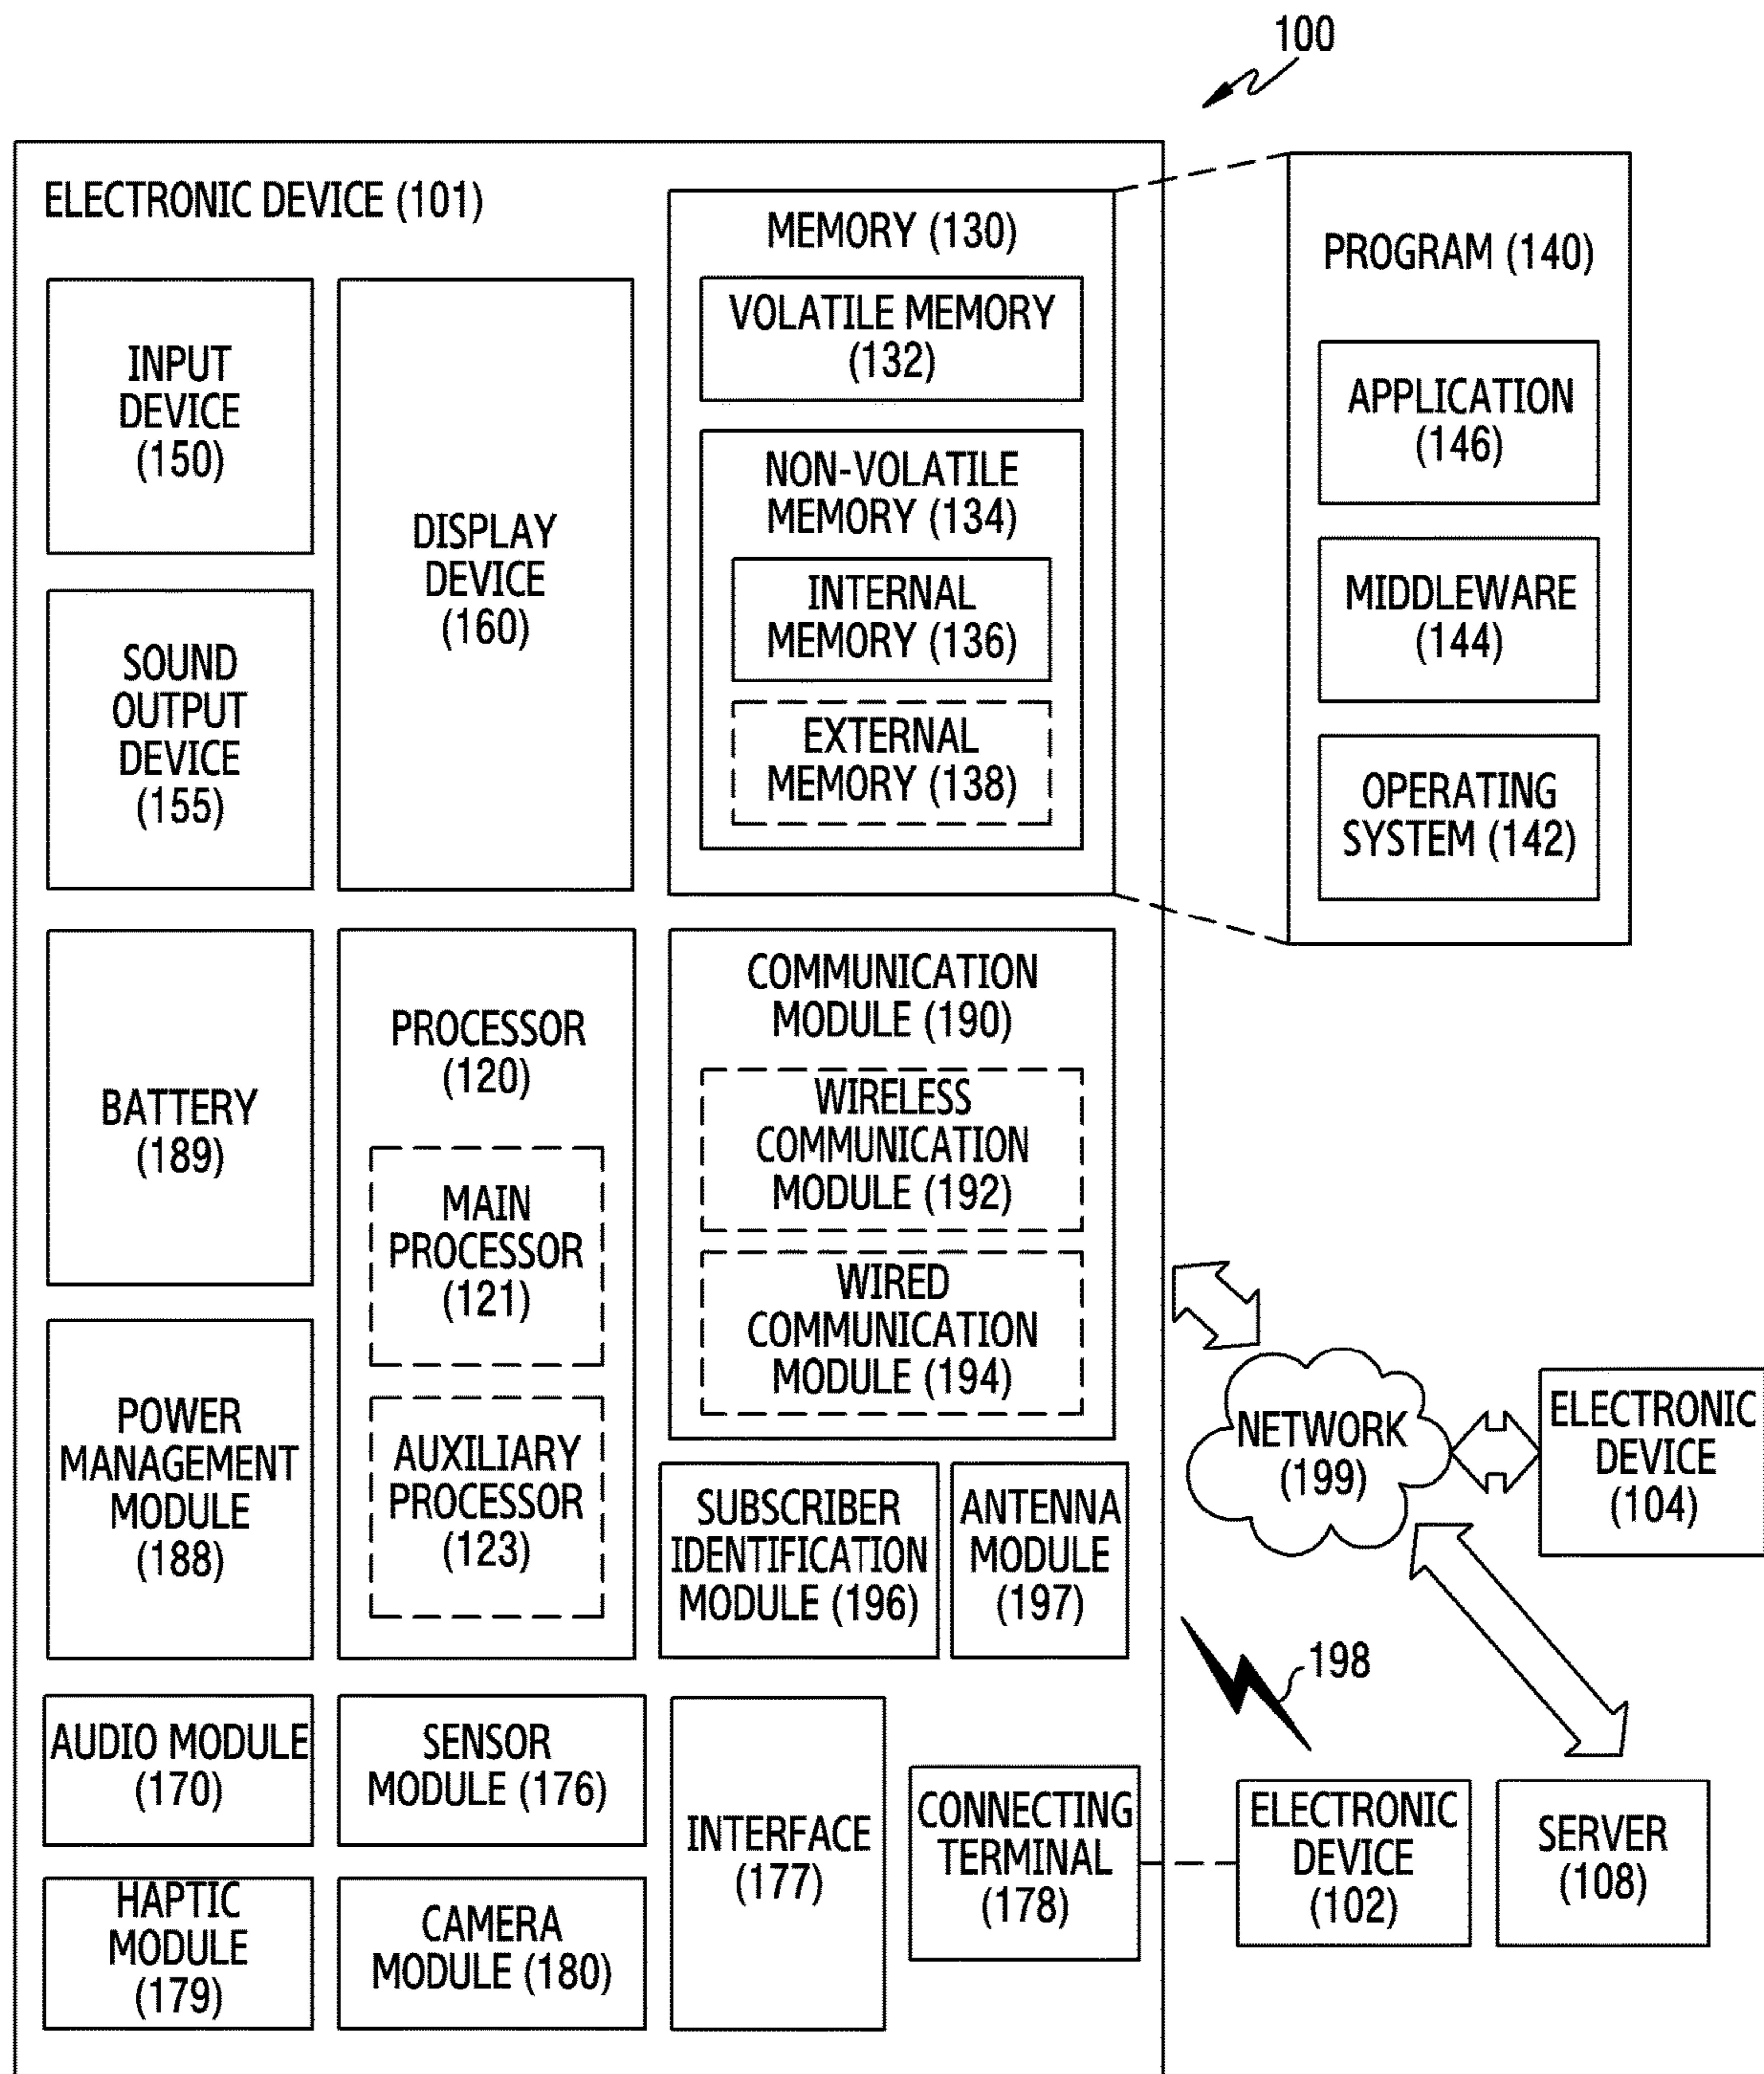 100
ELECTRONIC DEVICE (101)
INPUT
DEVICE
(150)
SOUND
OUTPUT
DEVICE
(155)
DISPLAY
DEVICE
(160)
MEMORY (130)
VOLATILE MEMORY
(132)
NON-VOLATILE
MEMORY (134)
INTERNAL
MEMORY (136)
EXTERNAL
MEMORY (138)
PROGRAM (140)
APPLICATION
(146)
MIDDLEWARE
(144)
OPERATING
SYSTEM (142)
BATTERY
(189)
POWER
MANAGEMENT
MODULE
(188)
PROCESSOR
(120)
MAIN
PROCESSOR
(121)
AUXILIARY
PROCESSOR
(123)
COMMUNICATION
MODULE (190)
WIRELESS
COMMUNICATION
MODULE (192)
WIRED
COMMUNICATION
MODULE (194)
SUBSCRIBER
IDENTIFICATION
MODULE (196)
ANTENNA
MODULE
(197)
NETWORK
(199)
ELECTRONIC
DEVICE
(104)
198
AUDIO MODULE
(170)
SENSOR
MODULE (176)
HAPTIC
MODULE
(179)
CAMERA
MODULE (180)
INTERFACE
(177)
CONNECTING
TERMINAL
(178)
ELECTRONIC
DEVICE
(102)
SERVER
(108)